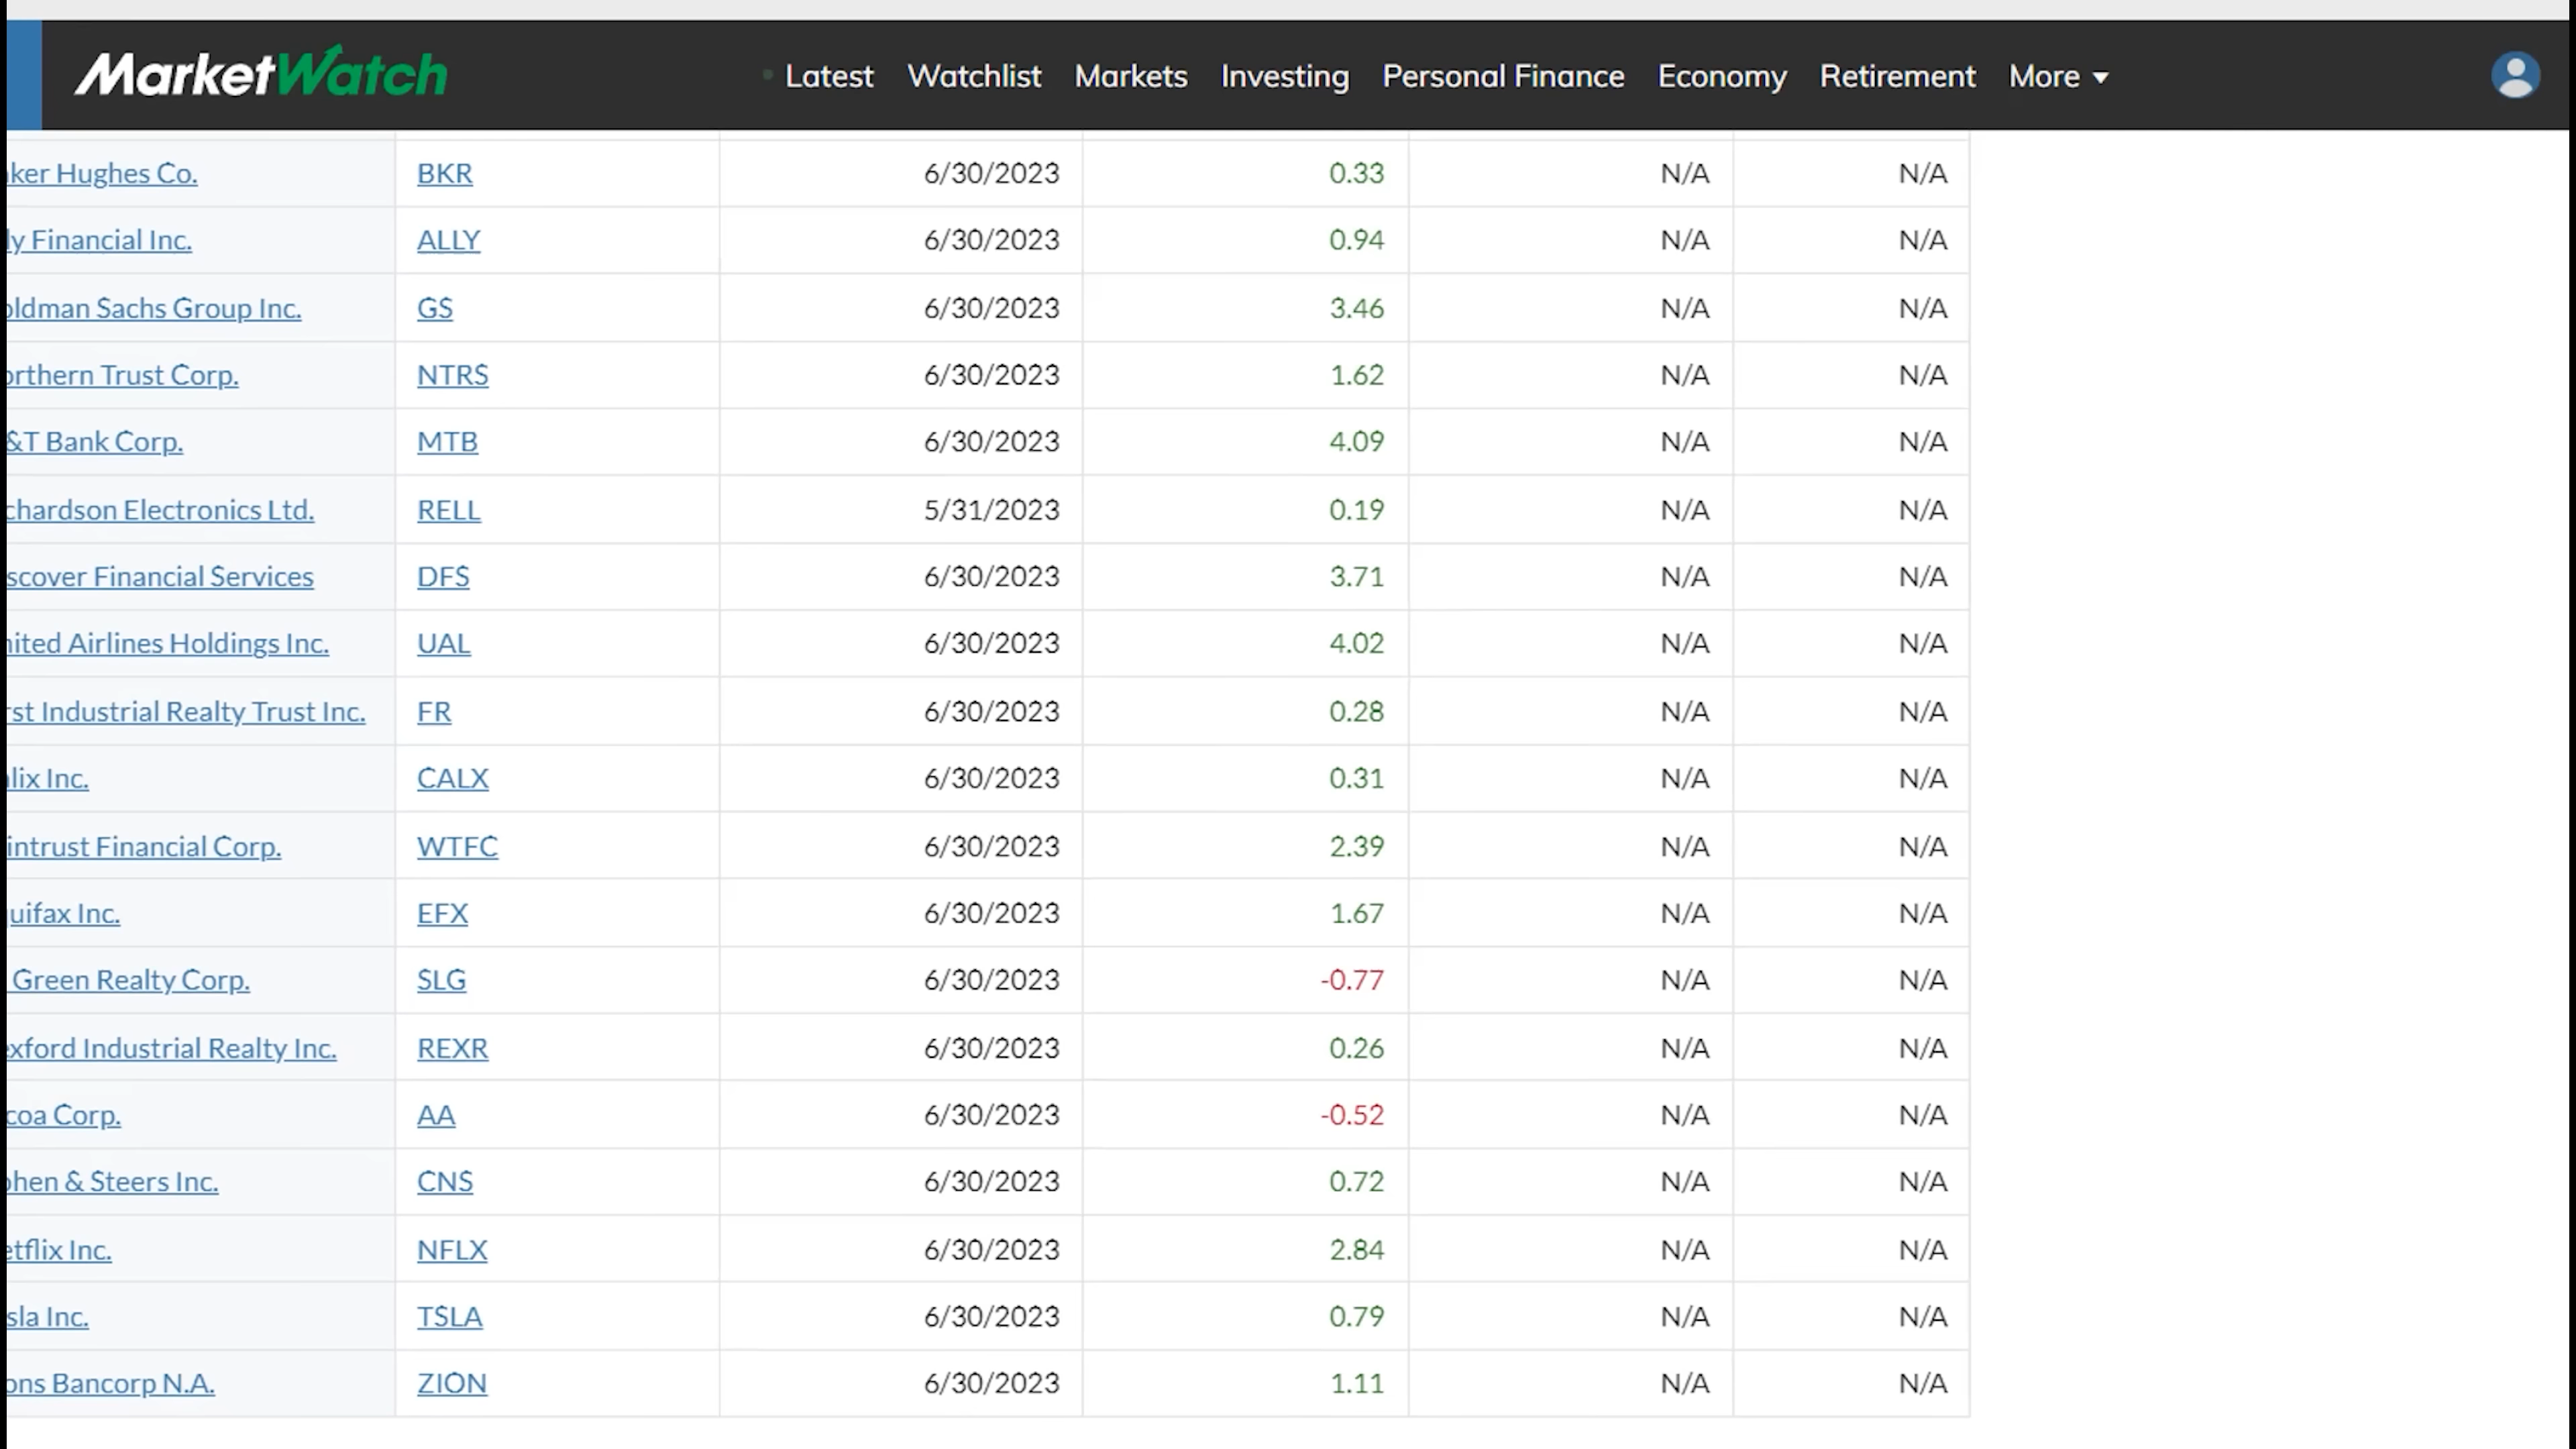 MarketWatch Latest Watchlist Markets Investing Personal Finance Economy Retirement More
ker Hughes Co. BKR 6/30/2023 0.33 N/A N/A
ly Financial Inc. ALLY 6/30/2023 0.94 N/A N/A
oldman Sachs Group Inc. GS 6/30/2023 3.46 N/A N/A
orthern Trust Corp. NTRS 6/30/2023 1.62 N/A N/A
&T Bank Corp. MTB 6/30/2023 4.09 N/A N/A
chardson Electronics Ltd. RELL 5/31/2023 0.19 N/A N/A
scover Financial Services DFS 6/30/2023 3.71 N/A N/A
nited Airlines Holdings Inc. UAL 6/30/2023 4.02 N/A N/A
rst Industrial Realty Trust Inc. FR 6/30/2023 0.28 N/A N/A
lix Inc. CALX 6/30/2023 0.31 N/A N/A
intrust Financial Corp. WTFC 6/30/2023 2.39 N/A N/A
uifax Inc. EFX 6/30/2023 1.67 N/A N/A
Green Realty Corp. SLG 6/30/2023 -0.77 N/A N/A
exford Industrial Realty Inc. REXR 6/30/2023 0.26 N/A N/A
coa Corp. AA 6/30/2023 -0.52 N/A N/A
ohen & Steers Inc. CNS 6/30/2023 0.72 N/A N/A
etflix Inc. NFLX 6/30/2023 2.84 N/A N/A
sla Inc. TSLA 6/30/2023 0.79 N/A N/A
ons Bancorp N.A. ZION 6/30/2023 1.11 N/A N/A